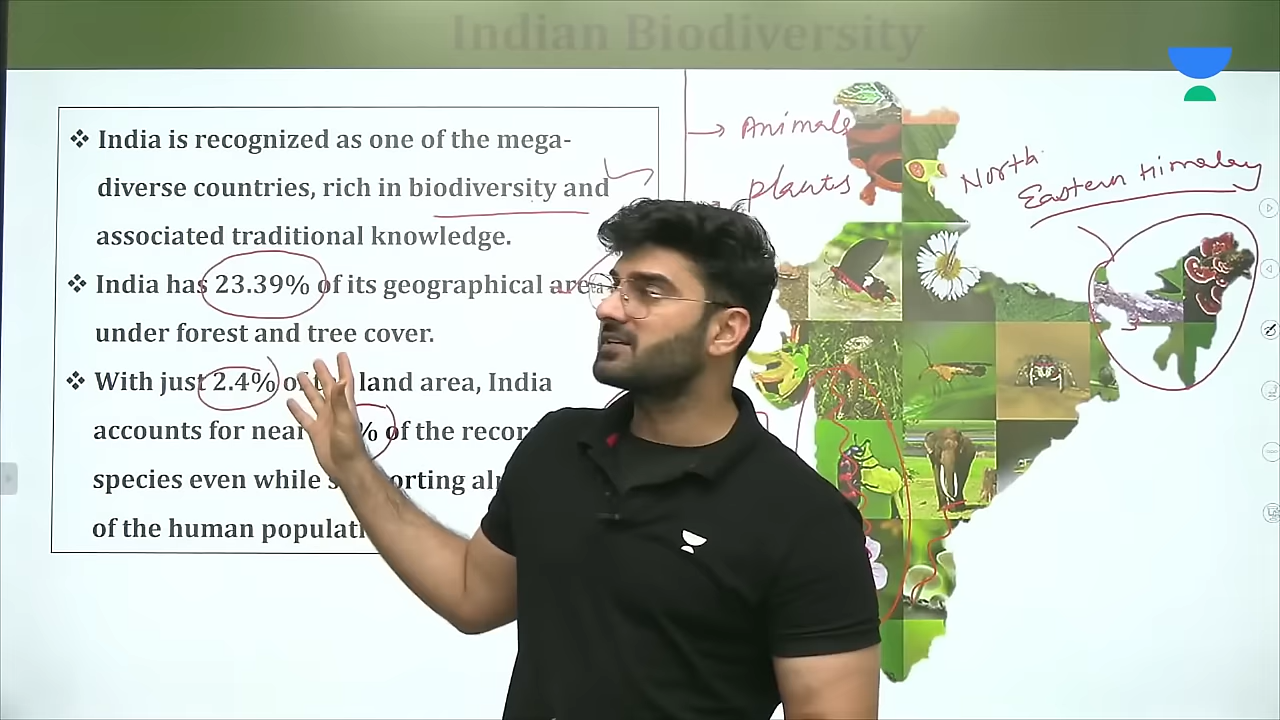 Indian Biodiversity
❖ India is recognized as one of the mega-
diverse countries, rich in biodiversity and
associated traditional knowledge.
❖ India has 23.39% of its geographical area
under forest and tree cover.
❖ With just 2.4% of the land area, India
accounts for % of the
species even while
of the human
→ Animals
plants
North
Eastern Himalay